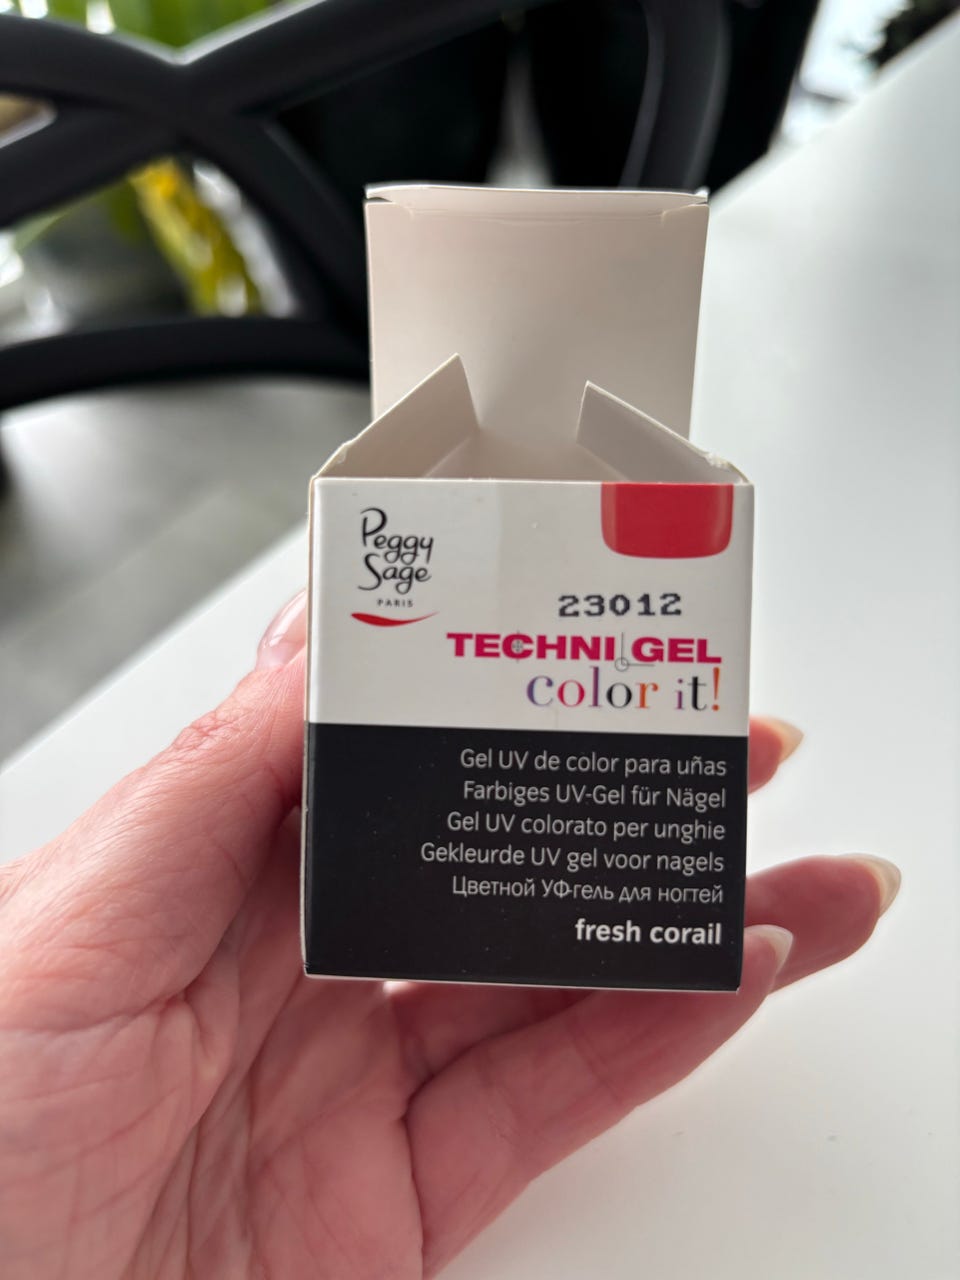 Peggy
Sage
PARIS
23012
TECHNI GEL
color it!
Gel UV de color para uñas
Farbiges UV-Gel für Nägel
Gel UV colorato per unghie
Gekleurde UV gel voor nagels
Цветной УФ-гель для ногтей
fresh corail